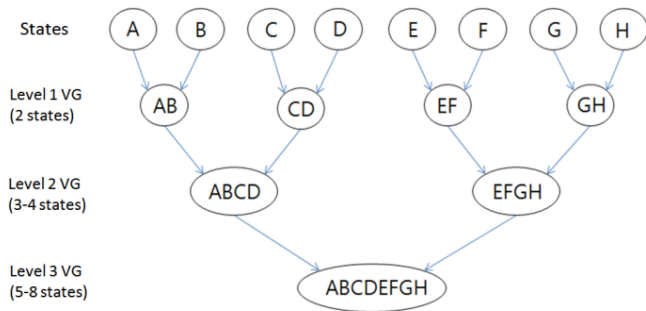 States
A B C D E F G H
Level 1 VG
(2 states)
AB CD EF GH
Level 2 VG
(3-4 states)
ABCD EFGH
Level 3 VG
(5-8 states)
ABCDEFGH